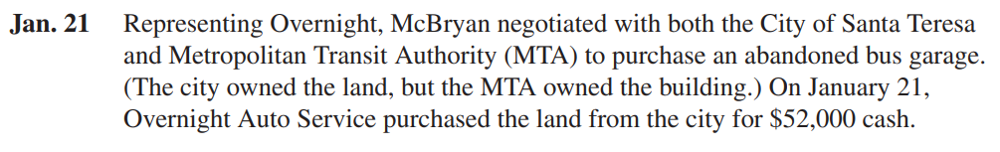 Jan. 21 Representing Overnight, McBryan negotiated with both the City of Santa Teresa
and Metropolitan Transit Authority (MTA) to purchase an abandoned bus garage.
(The city owned the land, but the MTA owned the building.) On January 21,
Overnight Auto Service purchased the land from the city for $52,000 cash.